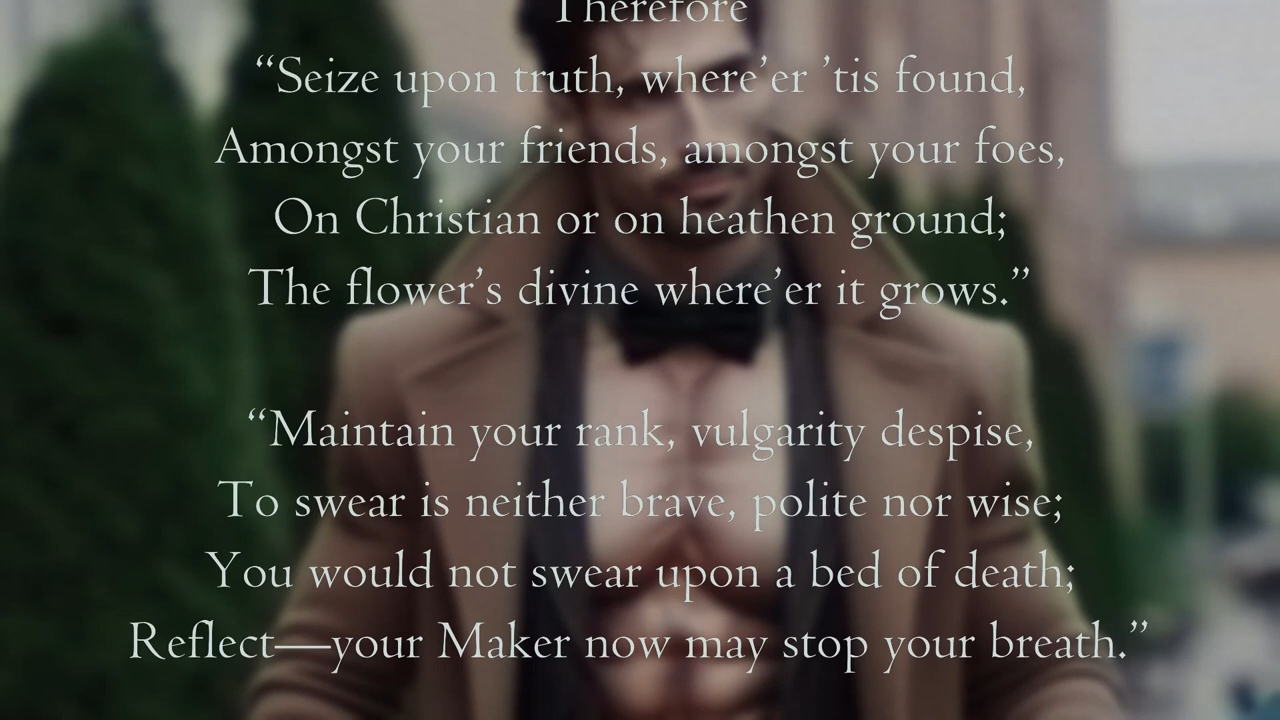 Therefore
“Seize upon truth, where’er ’tis found,
Amongst your friends, amongst your foes,
On Christian or on heathen ground;
The flower’s divine where’er it grows.”
“Maintain your rank, vulgarity despise,
To swear is neither brave, polite nor wise;
You would not swear upon a bed of death;
Reflect—your Maker now may stop your breath.”